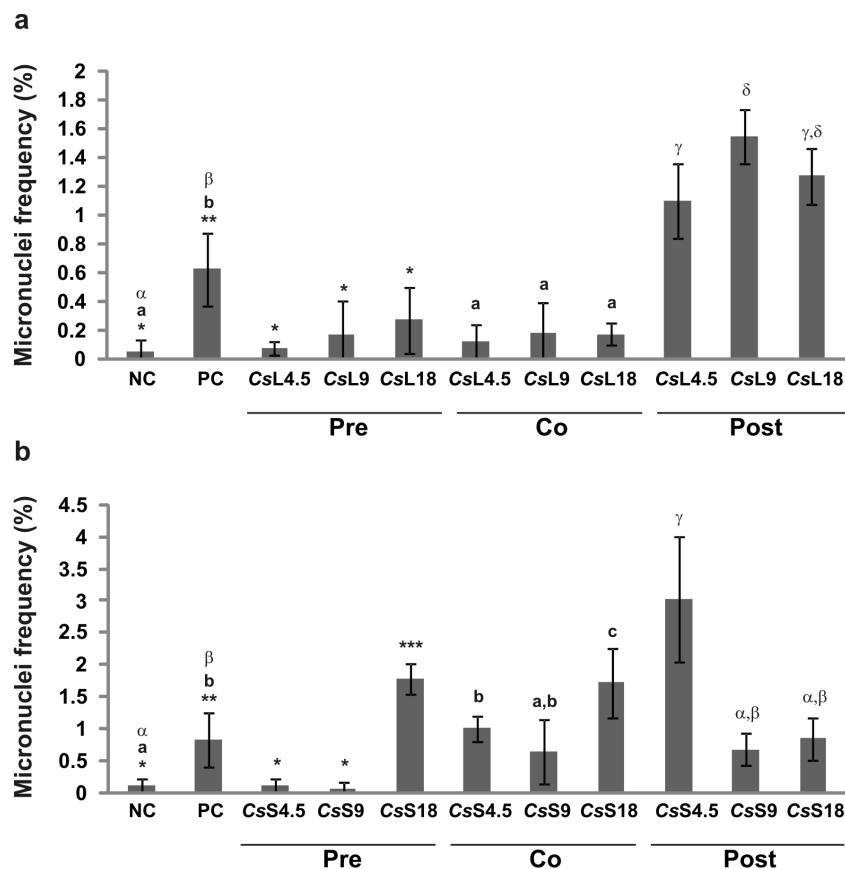 a
Micronuclei frequency (%)
2
1.8
1.6
1.4
1.2
1
0.8
0.6
0.4
0.2
0
α
a
*
β
b
**
*
*
*
a
a
a
γ
δ
γ,δ
NC PC CsL4.5 CsL9 CsL18 CsL4.5 CsL9 CsL18 CsL4.5 CsL9 CsL18
Pre Co Post
b
Micronuclei frequency (%)
4.5
4
3.5
3
2.5
2
1.5
1
0.5
0
α
a
*
β
b
**
*
*
***
b
a,b
c
γ
α,β
α,β
NC PC CsS4.5 CsS9 CsS18 CsS4.5 CsS9 CsS18 CsS4.5 CsS9 CsS18
Pre Co Post